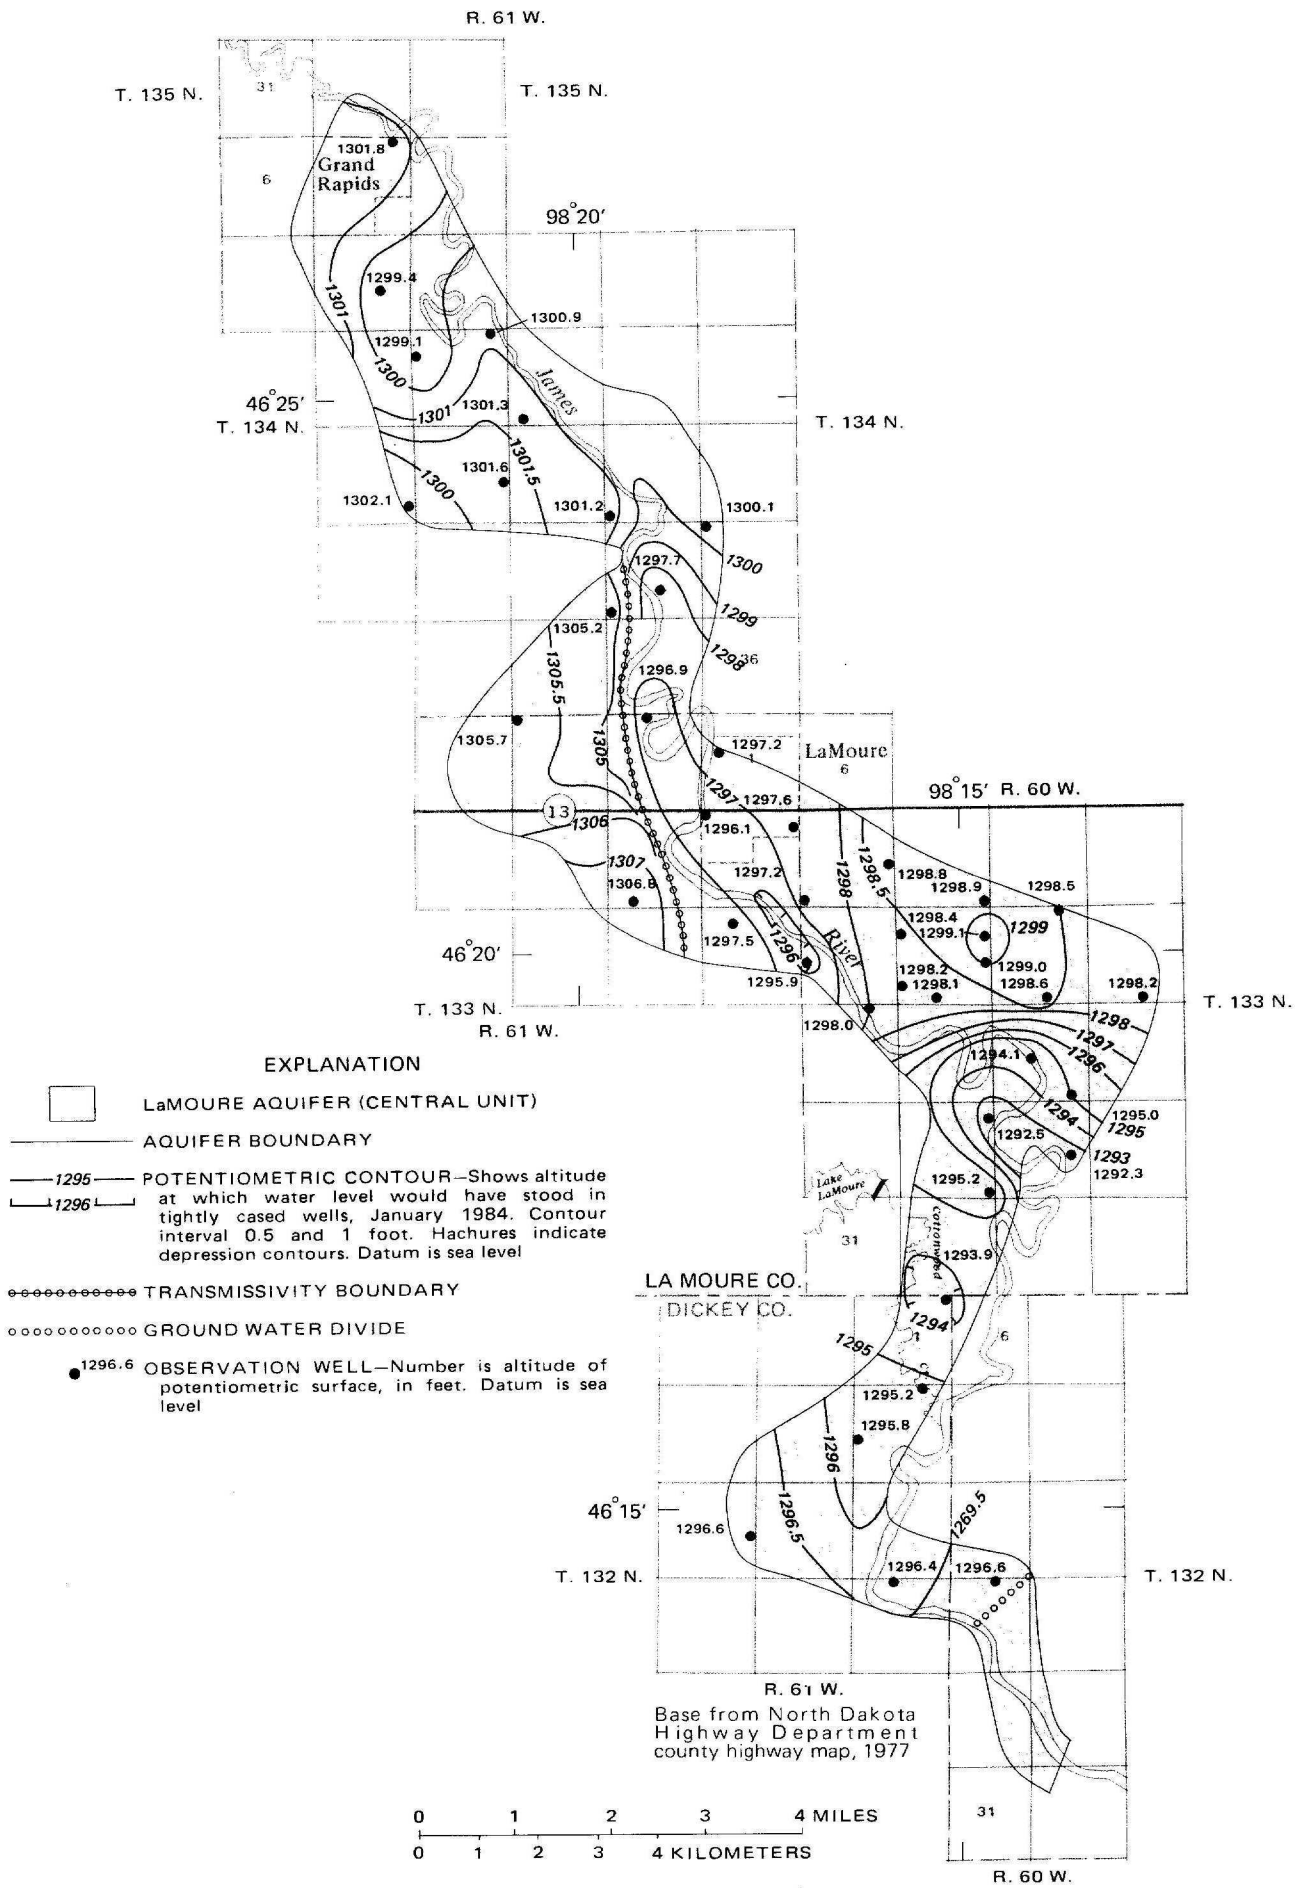 R. 61 W.
T. 135 N.
31
T. 135 N.
1301.8
Grand
Rapids
6
98°20'
1299.4
1301
1300.9
1299.1
1300
James
46°25'
1301
1301.3
T. 134 N.
T. 134 N.
1301.6
1301.5
1300
1302.1
1301.2
1300.1
1297.7
1300
1299
1305.2
1298
36
1305.5
1296.9
1305.7
1305
1297.2
1
LaMoure
6
98°15' R. 60 W.
1297
1297.6
13
1306
1296.1
1307
1297.2
1298
1298.5
1298.8
1306.8
1298.9
1298.5
1298.4
1299.1
1299
46°20'
1297.5
1296
River
1299.0
1295.9
1298.2
1298.1
1298.6
1298.2
T. 133 N.
1298.0
T. 133 N.
R. 61 W.
1298
1297
1294.1
1296
1294
1295.0
1295
1292.5
1293
1292.3
EXPLANATION
LaMOURE AQUIFER (CENTRAL UNIT)
AQUIFER BOUNDARY
1295 POTENTIOMETRIC CONTOUR—Shows altitude
1296 at which water level would have stood in
tightly cased wells, January 1984. Contour
interval 0.5 and 1 foot. Hachures indicate
depression contours. Datum is sea level
TRANSMISSIVITY BOUNDARY
GROUND WATER DIVIDE
1296.6 OBSERVATION WELL—Number is altitude of
potentiometric surface, in feet. Datum is sea
level
Lake
LaMoure
1295.2
31
Cottonwood
1293.9
LA MOURE CO.
DICKEY CO.
1294
1
6
1295
1295.2
1295.8
1296
46°15'
1296.5
1269.5
1296.6
1296.4
1296.6
T. 132 N.
T. 132 N.
R. 61 W.
Base from North Dakota
Highway Department
county highway map, 1977
0 1 2 3 4 MILES
0 1 2 3 4 KILOMETERS
31
R. 60 W.